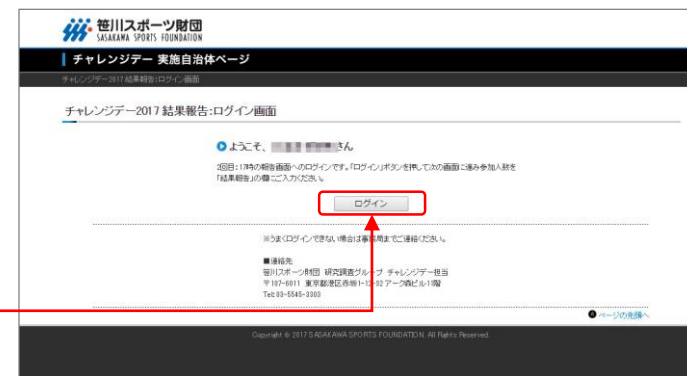 笹川スポーツ財団
SASAKAWA SPORTS FOUNDATION
チャレンジデー 実施自治体ページ
チャレンジデー2017 結果報告:ログイン画面
チャレンジデー2017 結果報告:ログイン画面
ようこそ、 さん
2回目:17時の報告画面へのログインです。「ログイン」ボタンを押して次の画面に進み参加人数を
「結果報告」の欄にご入力ください。
ログイン
※うまくログインできない場合は事務局までご連絡ください。
■連絡先
笹川スポーツ財団 研究調査グループ チャレンジデー担当
〒107-6011 東京都港区赤坂1-12-32 アーク森ビル11階
Tel:03-5545-3303
ページの先頭へ
Copyright © 2017 SASAKAWA SPORTS FOUNDATION. All Rights Reserved.